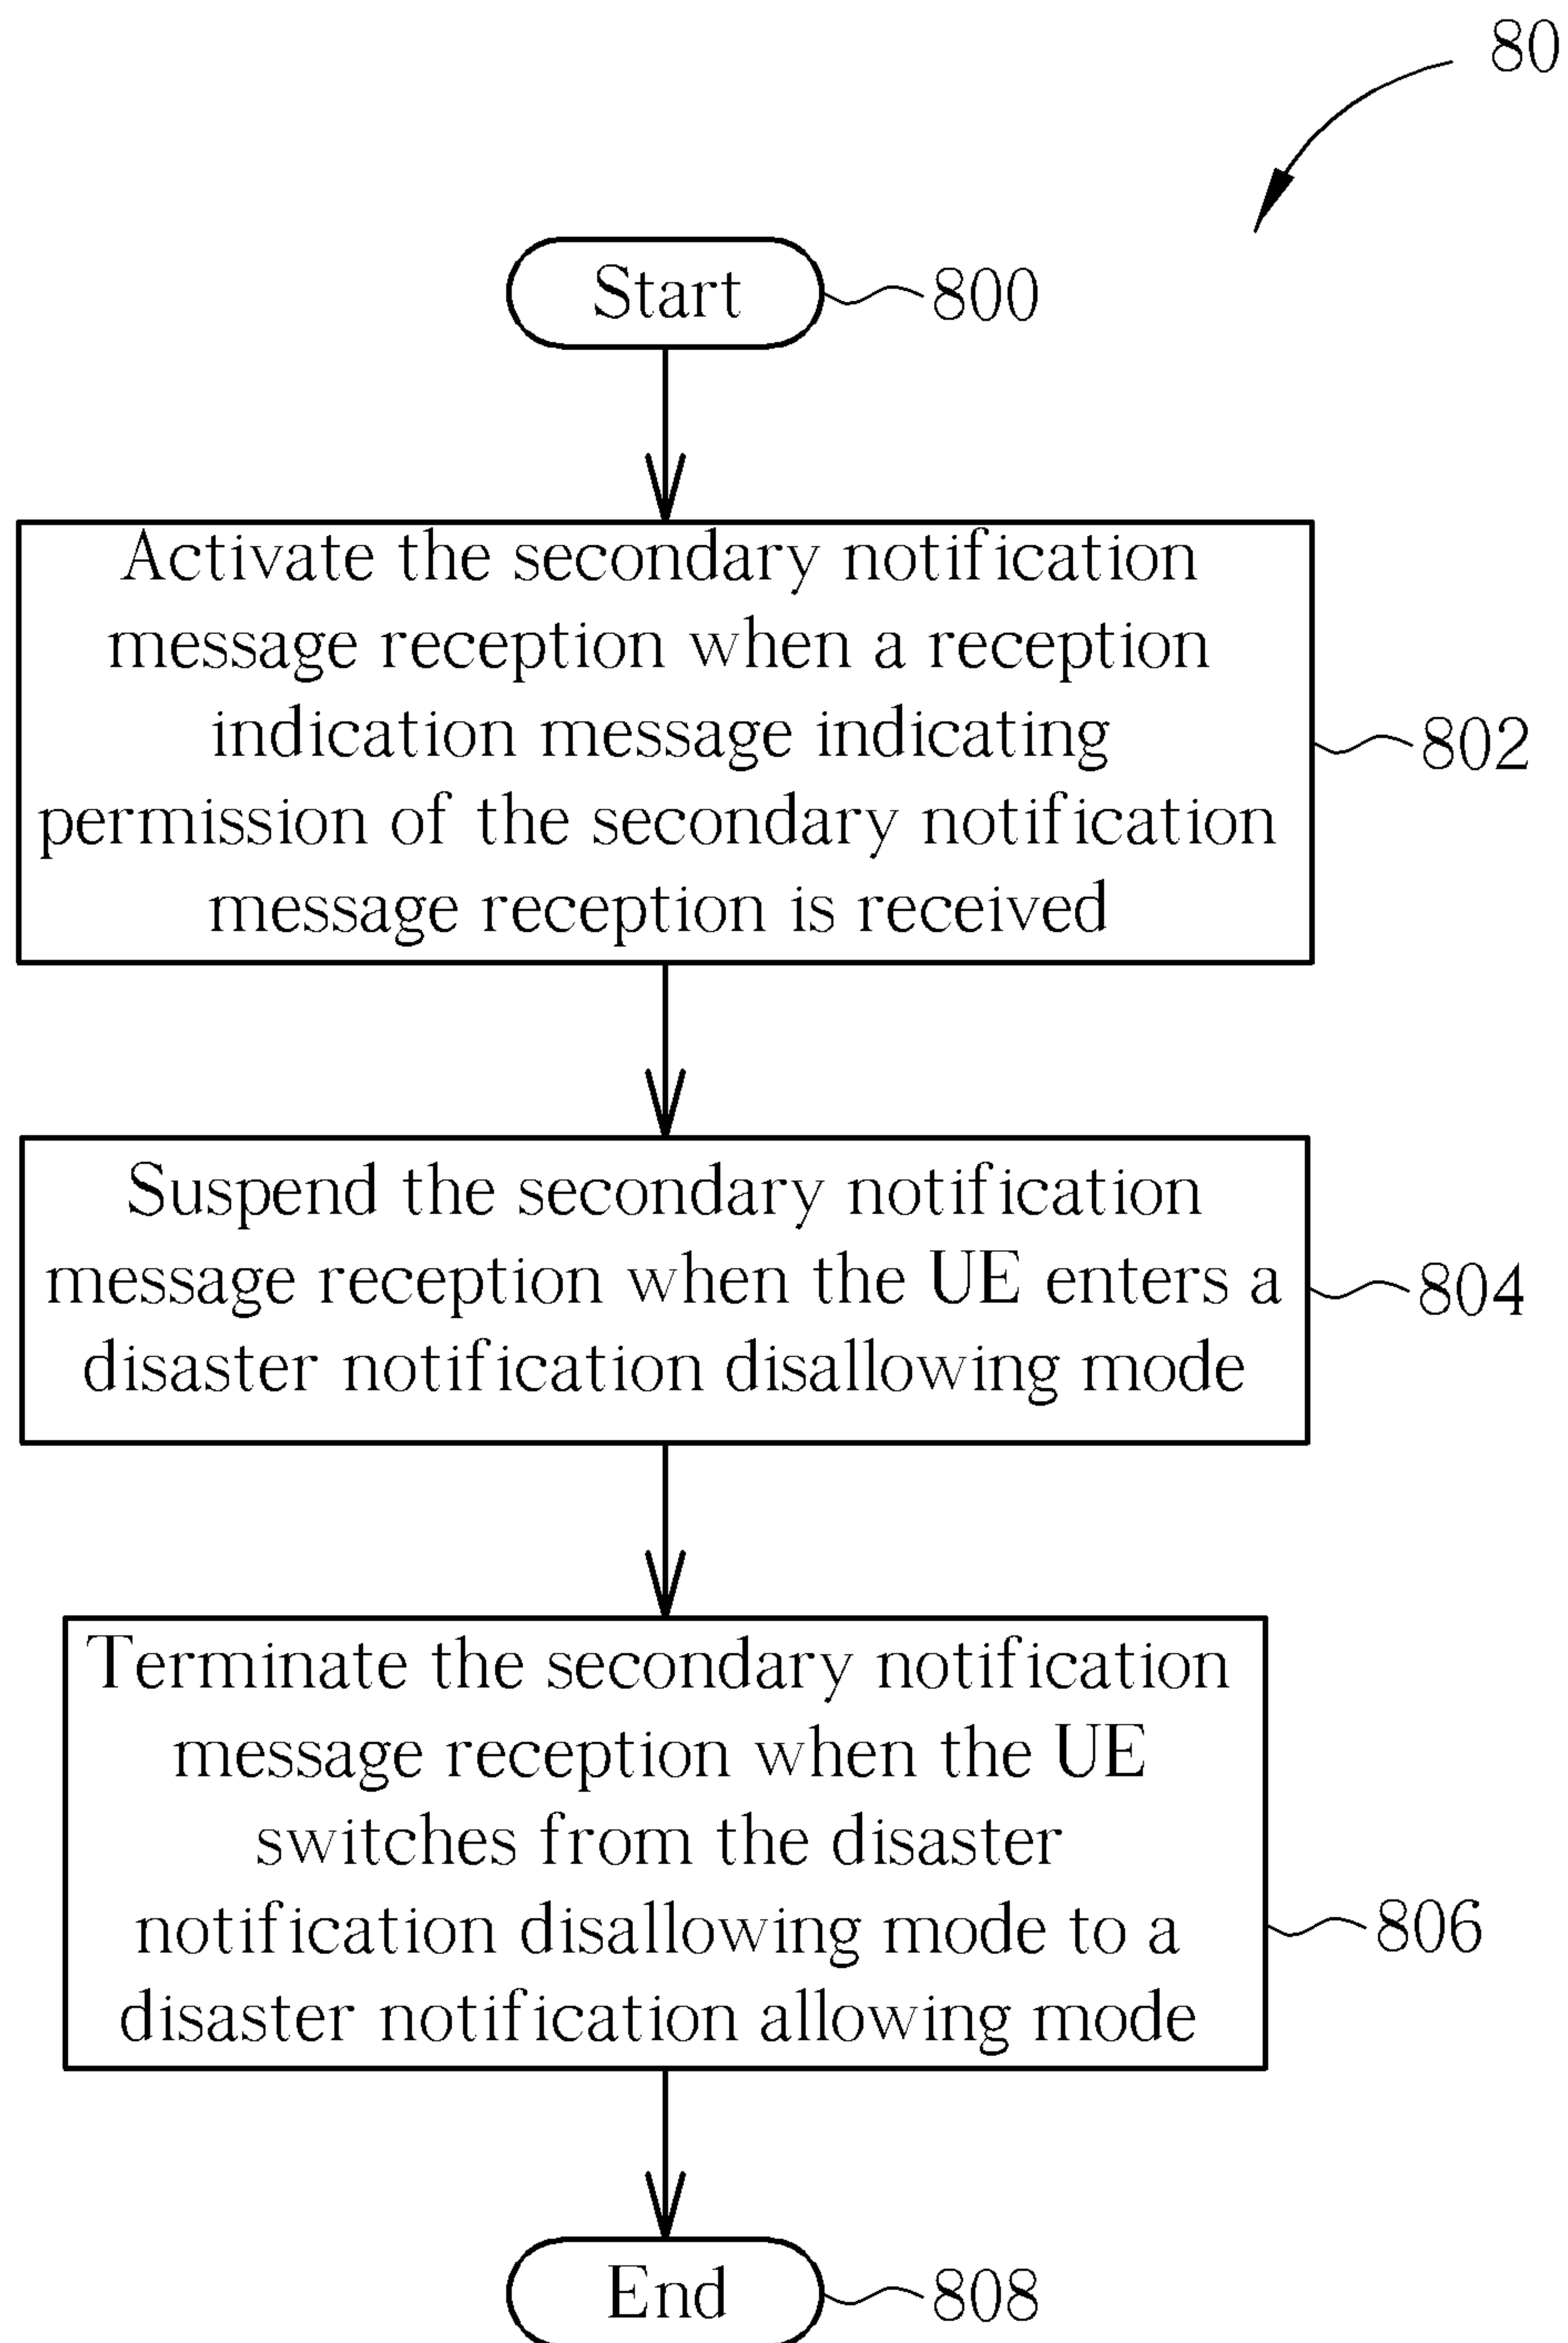 80
Start
800
Activate the secondary notification
message reception when a reception
indication message indicating
permission of the secondary notification
message reception is received
802
Suspend the secondary notification
message reception when the UE enters a
disaster notification disallowing mode
804
Terminate the secondary notification
message reception when the UE
switches from the disaster
notification disallowing mode to a
disaster notification allowing mode
806
End
808